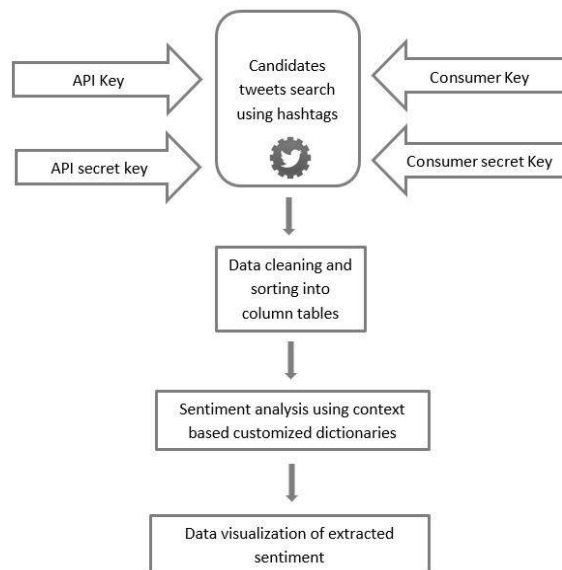 API Key
API secret key
Candidates
tweets search
using hashtags
Consumer Key
Consumer secret Key
Data cleaning and
sorting into
column tables
Sentiment analysis using context
based customized dictionaries
Data visualization of extracted
sentiment